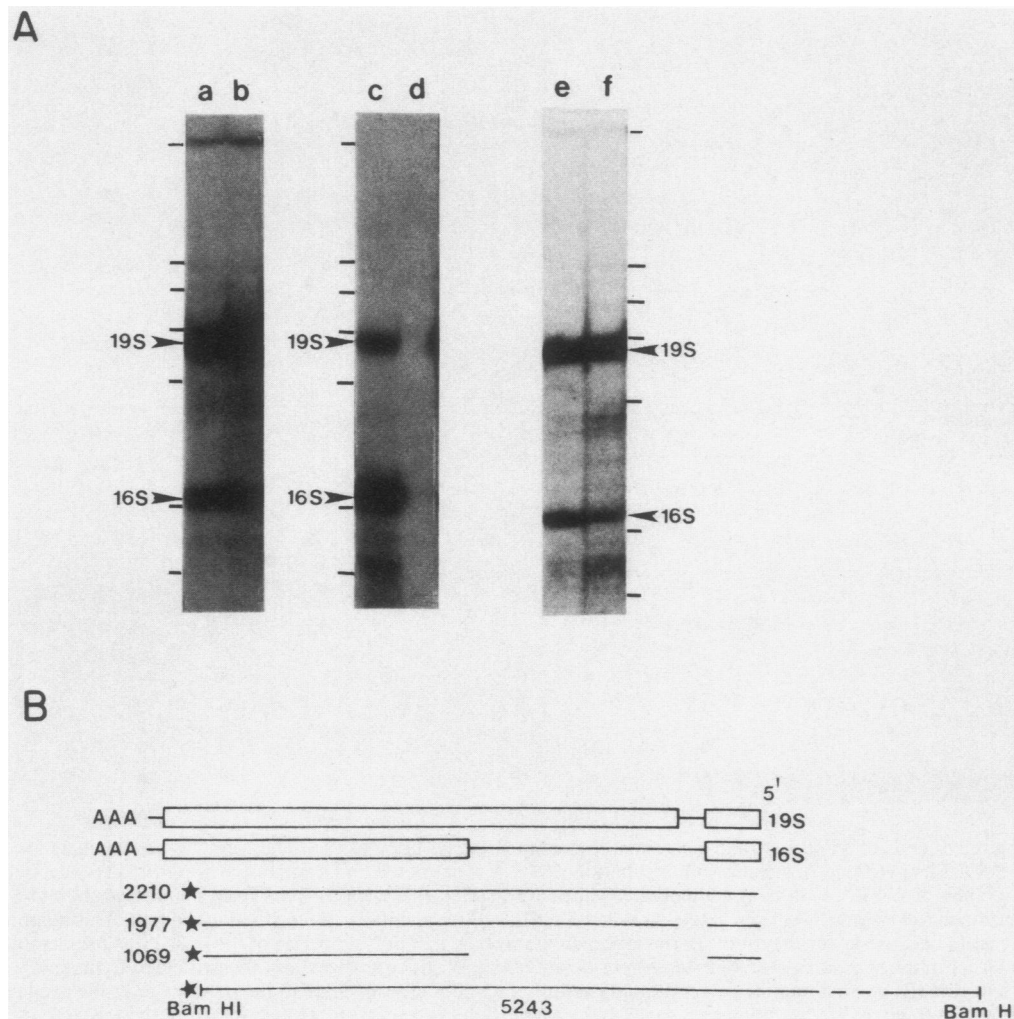 A
a b c d e f
19S 19S 19S
16S 16S 16S
B
5'
AAA 19S
AAA 16S
2210
1977
1069
Bam HI 5243 Bam H